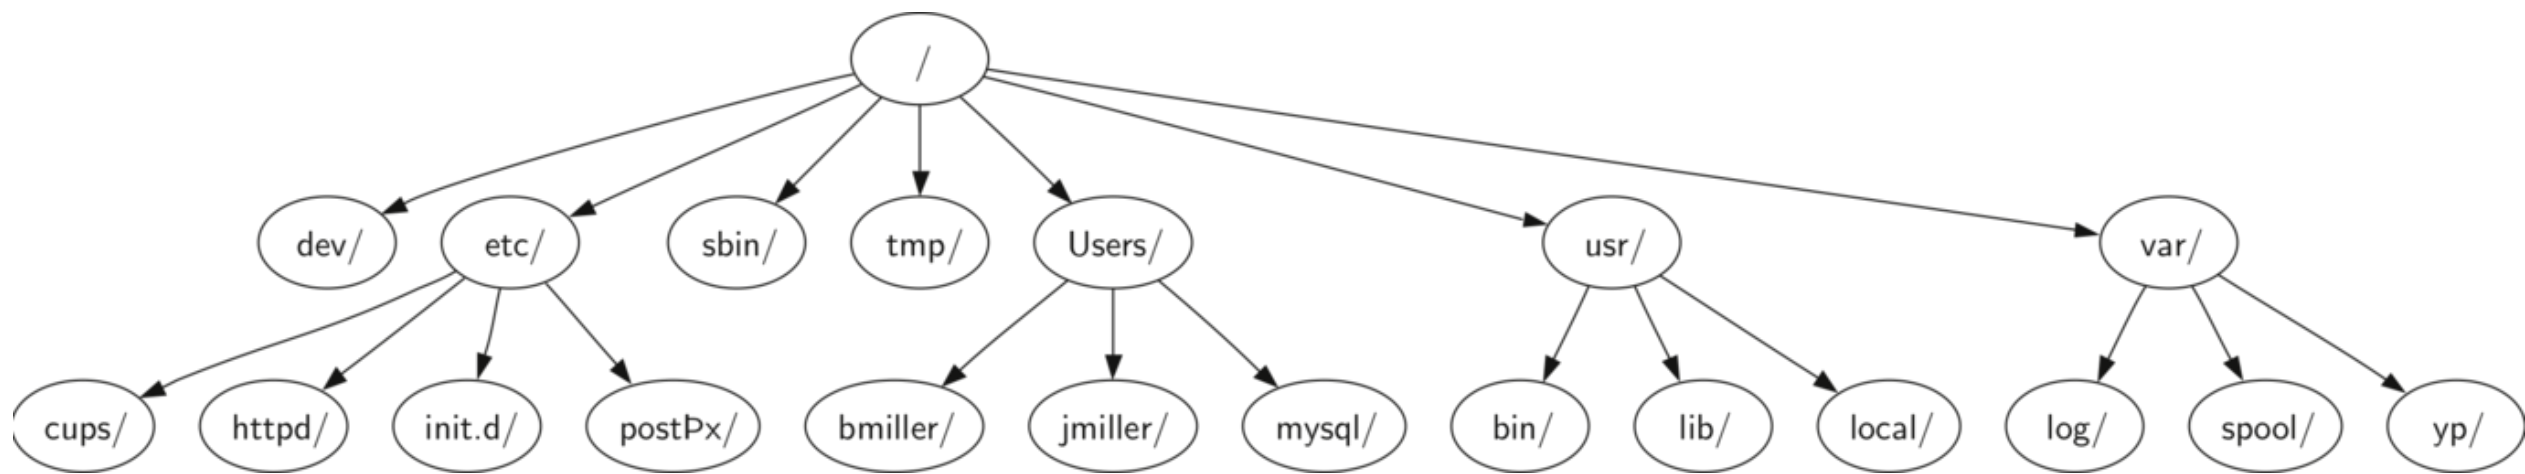 /
dev/ etc/ sbin/ tmp/ Users/ usr/ var/
cups/ httpd/ init.d/ postÞx/ bmiller/ jmiller/ mysql/ bin/ lib/ local/ log/ spool/ yp/